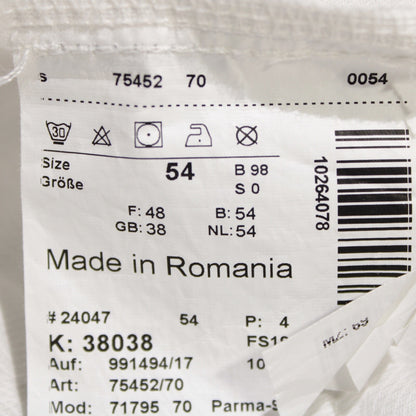 S 75452 70 0054
30
Size 54 B 98
Größe S 0
F: 48 B: 54
GB: 38 NL: 54
Made in Romania
10264078
# 24047 54 P: 4
K: 38038
Auf: 991494/17 10
Art: 75452/70
Mod: 71795 70